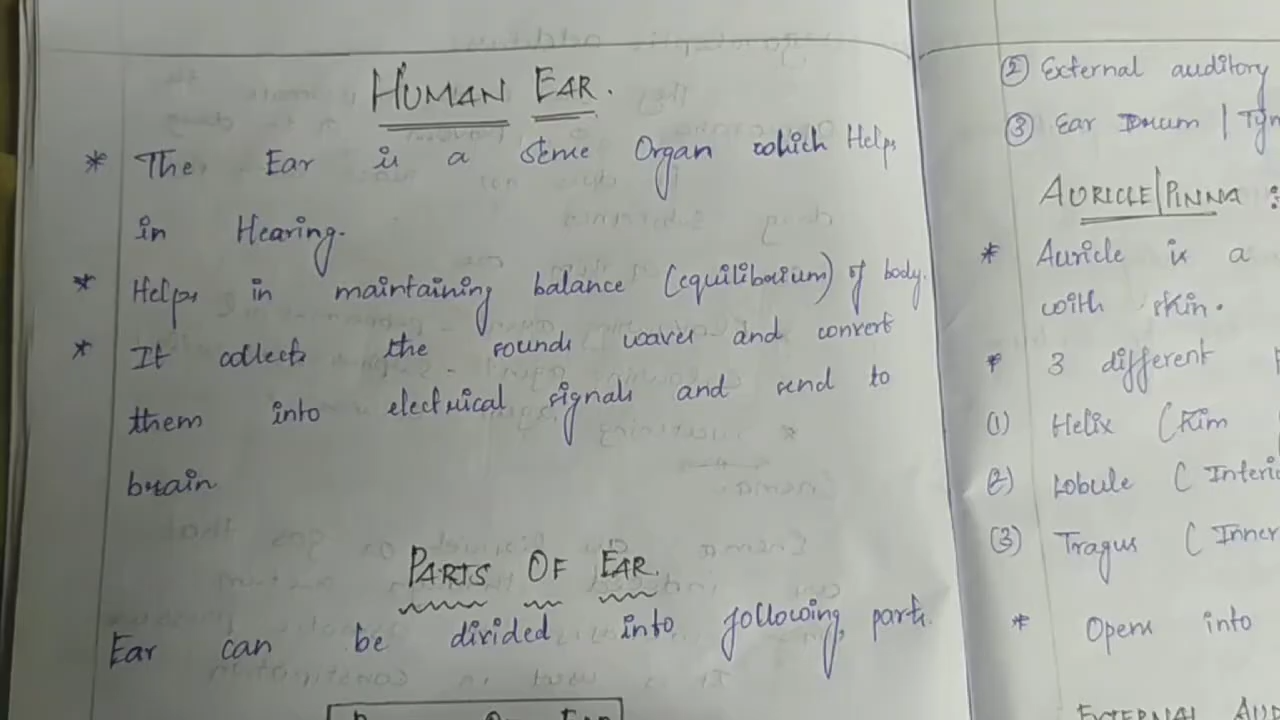 HUMAN EAR.
* The Ear is a sense Organ which Helps
in Hearing.
* Helps in maintaining balance (equilibrium) of body.
* It collects the sounds waves and convert
them into electrical signals and send to
brain
PARTS OF EAR.
Ear can be divided into following parts.
② External auditory
③ Ear Drum | Tym
AURICLE|PINNA :
* Auricle is a
with skin.
* 3 different
(1) Helix (Rim
(2) Lobule (
(3) Tragus ( Inner
* Opens into
EXTERNAL AUD